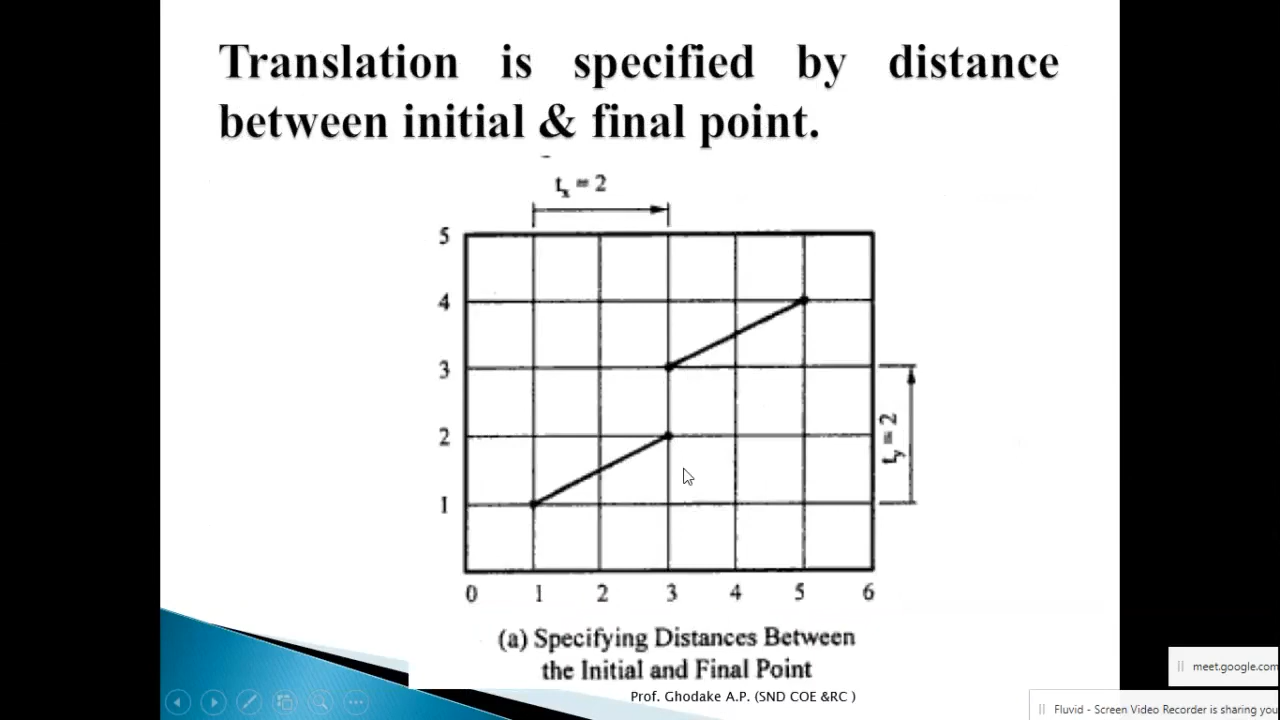 Translation is specified by distance
between initial & final point.
tx = 2
5
4
3
2
1
ty = 2
0 1 2 3 4 5 6
(a) Specifying Distances Between
the Initial and Final Point
Prof. Ghodake A.P. (SND COE &RC )
meet.google.com
Fluvid - Screen Video Recorder is sharing you